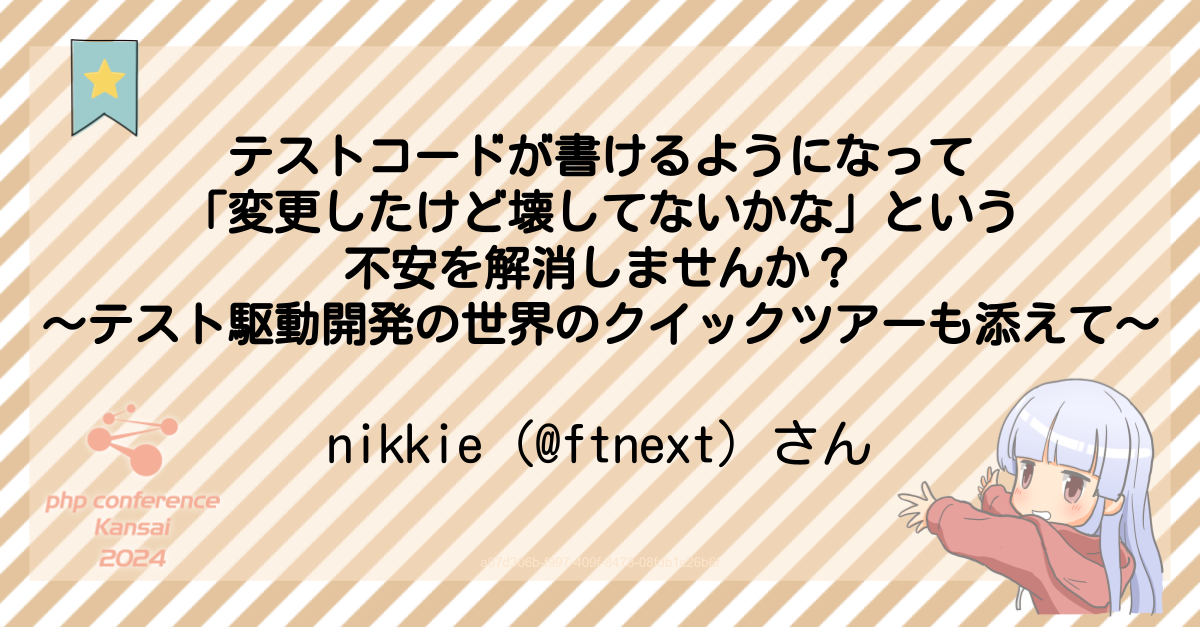 テストコードが書けるようになって
「変更したけど壊してないかな」という
不安を解消しませんか？
～テスト駆動開発の世界のクイックツアーも添えて～
nikkie（@ftnext）さん
php conference
Kansai
2024